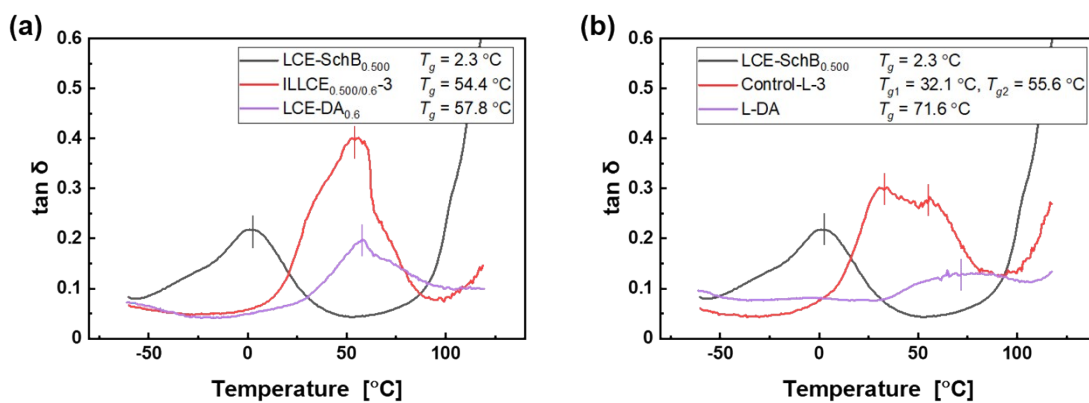 (a)
LCE-SchB0.500 Tg = 2.3 °C
ILLCE0.500/0.6-3 Tg = 54.4 °C
LCE-DA0.6 Tg = 57.8 °C
tan δ
0.6
0.5
0.4
0.3
0.2
0.1
0
-50 0 50 100
Temperature [°C]
(b)
LCE-SchB0.500 Tg = 2.3 °C
Control-L-3 Tg1 = 32.1 °C, Tg2 = 55.6 °C
L-DA Tg = 71.6 °C
tan δ
0.6
0.5
0.4
0.3
0.2
0.1
0
-50 0 50 100
Temperature [°C]